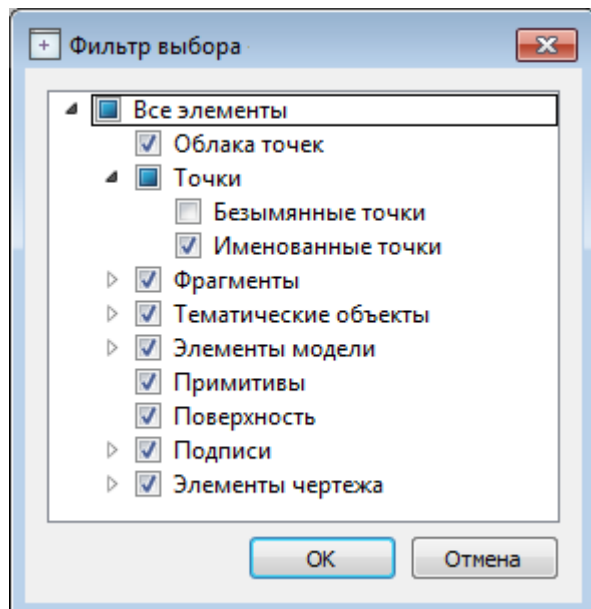 Фильтр выбора
Все элементы
Облака точек
Точки
Безымянные точки
Именованные точки
Фрагменты
Тематические объекты
Элементы модели
Примитивы
Поверхность
Подписи
Элементы чертежа
ОК Отмена